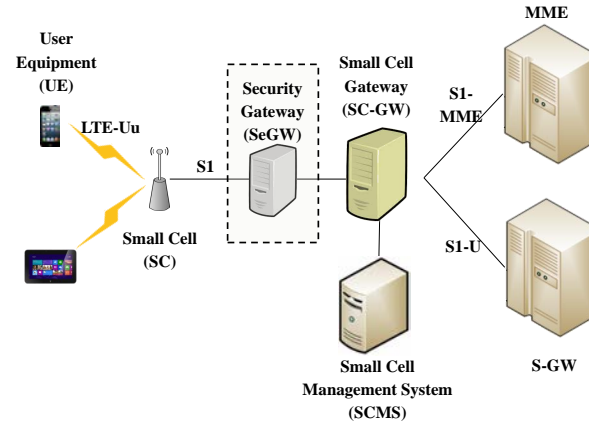 MME
User
Equipment
(UE)
Small Cell
Gateway
(SC-GW)
Security
Gateway
(SeGW)
S1-
MME
LTE-Uu
S1
Small Cell
(SC)
S1-U
Small Cell
Management System
(SCMS)
S-GW